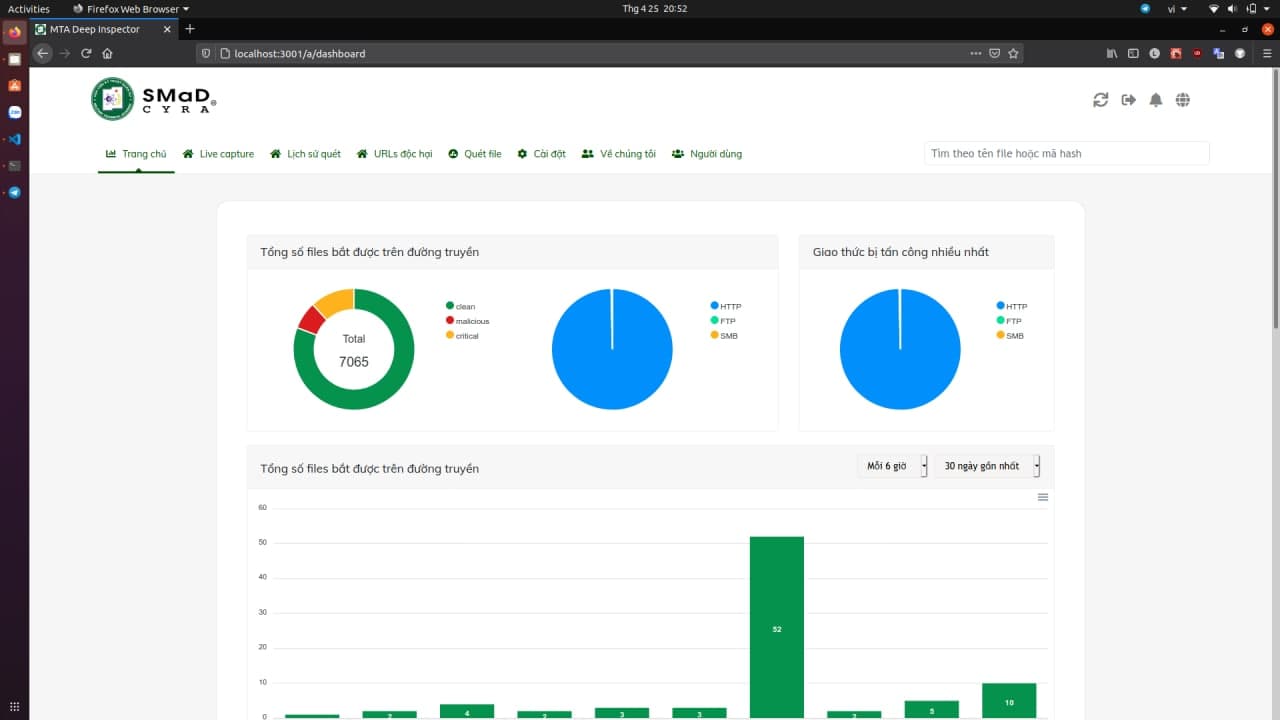 Activities
Firefox Web Browser
Thg 4 25 20:52
vi
MTA Deep Inspector
localhost:3001/a/dashboard
SMaD
CYRA
Trang chủ
Live capture
Lịch sử quét
URLs độc hại
Quét file
Cài đặt
Về chúng tôi
Người dùng
Tìm theo tên file hoặc mã hash
Tổng số files bắt được trên đường truyền
Giao thức bị tấn công nhiều nhất
Total
7065
clean
malicious
critical
HTTP
FTP
SMB
HTTP
FTP
SMB
Tổng số files bắt được trên đường truyền
Mỗi 6 giờ
30 ngày gần nhất
60
50
40
30
20
10
0
2
4
2
3
3
52
2
5
10